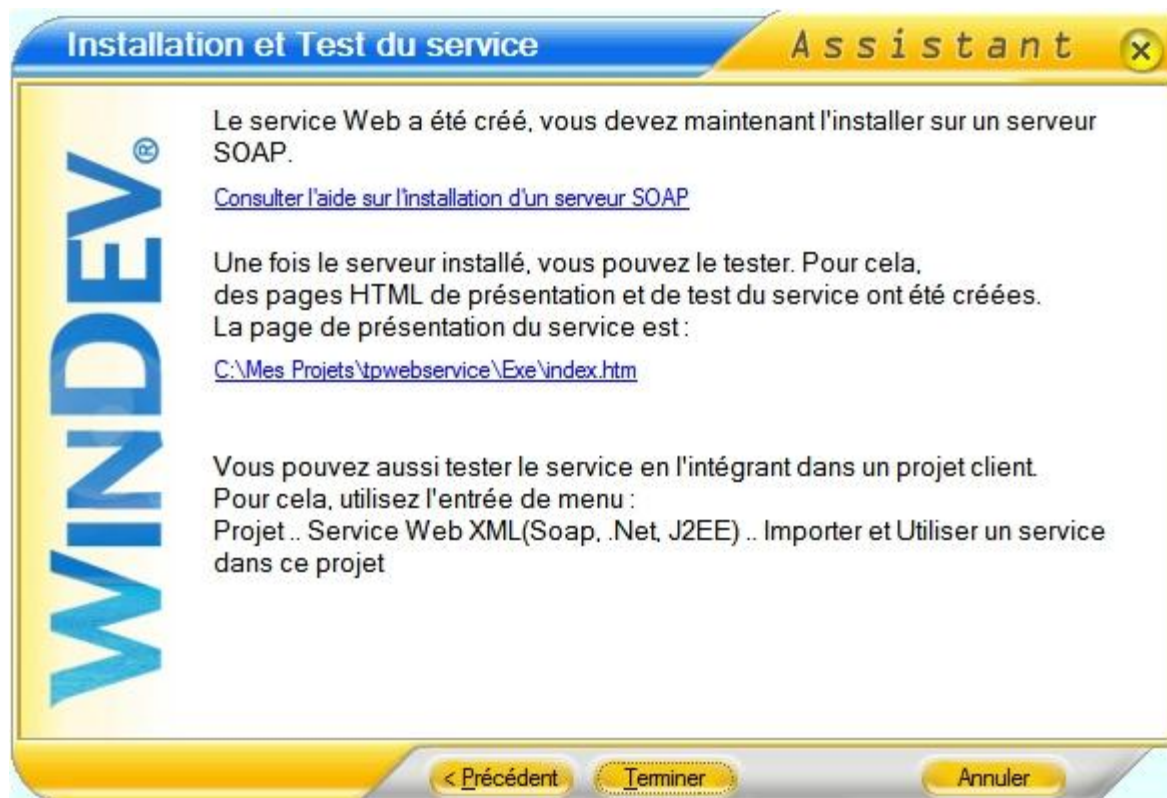 Installation et Test du service
Assistant
WINDEV®
Le service Web a été créé, vous devez maintenant l'installer sur un serveur
SOAP.
Consulter l'aide sur l'installation d'un serveur SOAP
Une fois le serveur installé, vous pouvez le tester. Pour cela,
des pages HTML de présentation et de test du service ont été créées.
La page de présentation du service est :
C:\Mes Projets\tpwebservice\Exe\index.htm
Vous pouvez aussi tester le service en l'intégrant dans un projet client.
Pour cela, utilisez l'entrée de menu :
Projet .. Service Web XML(Soap, .Net, J2EE) .. Importer et Utiliser un service
dans ce projet
< Précédent
Terminer
Annuler